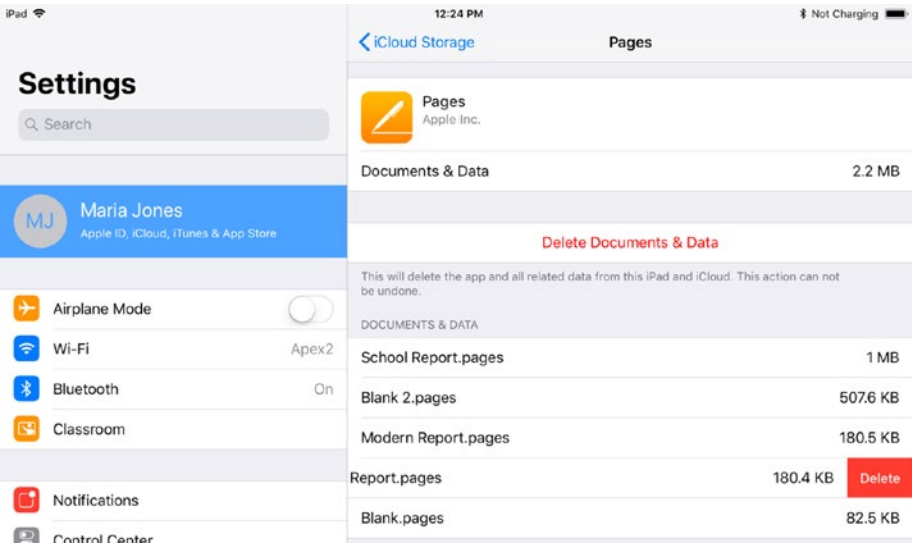 iPad
12:24 PM
Not Charging
Settings
Search
MJ
Maria Jones
Apple ID, iCloud, iTunes & App Store
Airplane Mode
Wi-Fi Apex2
Bluetooth On
Classroom
Notifications
Control Center
iCloud Storage Pages
Pages
Apple Inc.
Documents & Data 2.2 MB
Delete Documents & Data
This will delete the app and all related data from this iPad and iCloud. This action can not
be undone.
DOCUMENTS & DATA
School Report.pages 1 MB
Blank 2.pages 507.6 KB
Modern Report.pages 180.5 KB
Report.pages 180.4 KB Delete
Blank.pages 82.5 KB